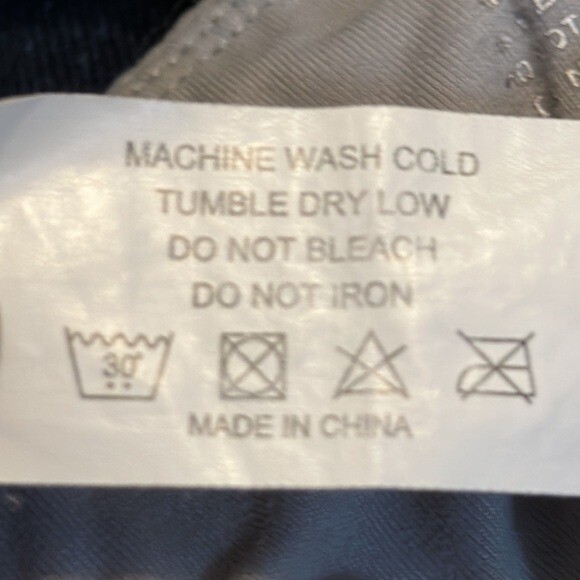 MACHINE WASH COLD
TUMBLE DRY LOW
DO NOT BLEACH
DO NOT IRON
30°
MADE IN CHINA